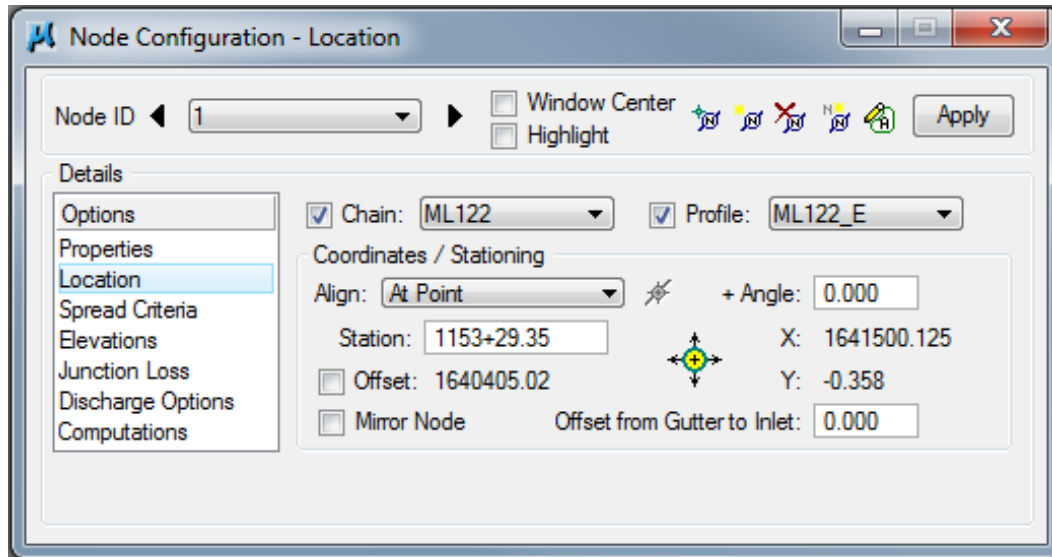 Node Configuration - Location
Node ID 1 Window Center Apply
Highlight
Details
Options
Properties
Location
Spread Criteria
Elevations
Junction Loss
Discharge Options
Computations
Chain: ML122 Profile: ML122_E
Coordinates / Stationing
Align: At Point + Angle: 0.000
Station: 1153+29.35 X: 1641500.125
Offset: 1640405.02 Y: -0.358
Mirror Node Offset from Gutter to Inlet: 0.000